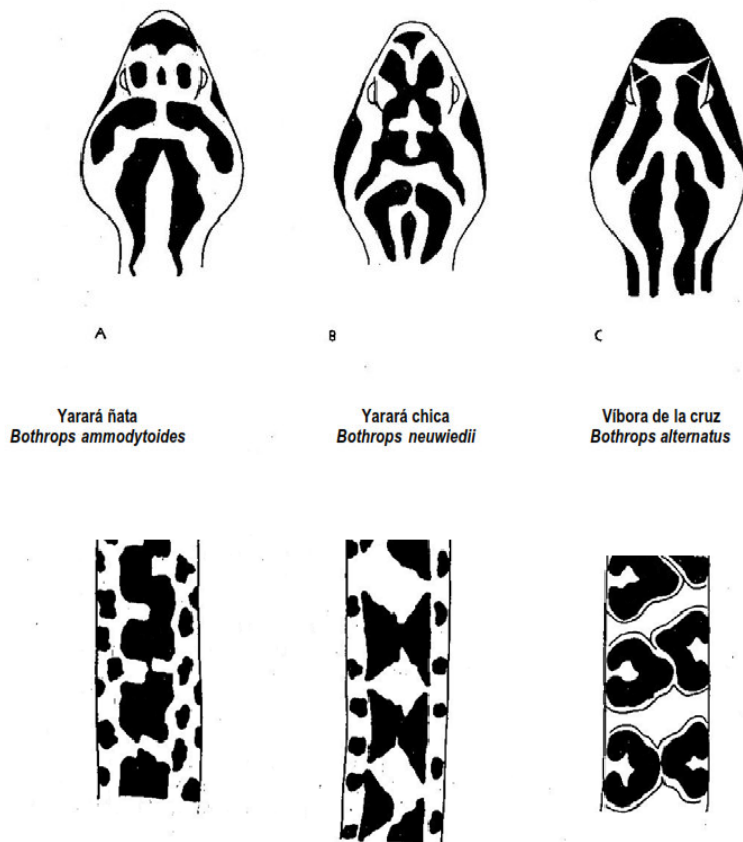 A
B
C
Yarará ñata
Bothrops ammodytoides
Yarará chica
Bothrops neuwiedii
Víbora de la cruz
Bothrops alternatus